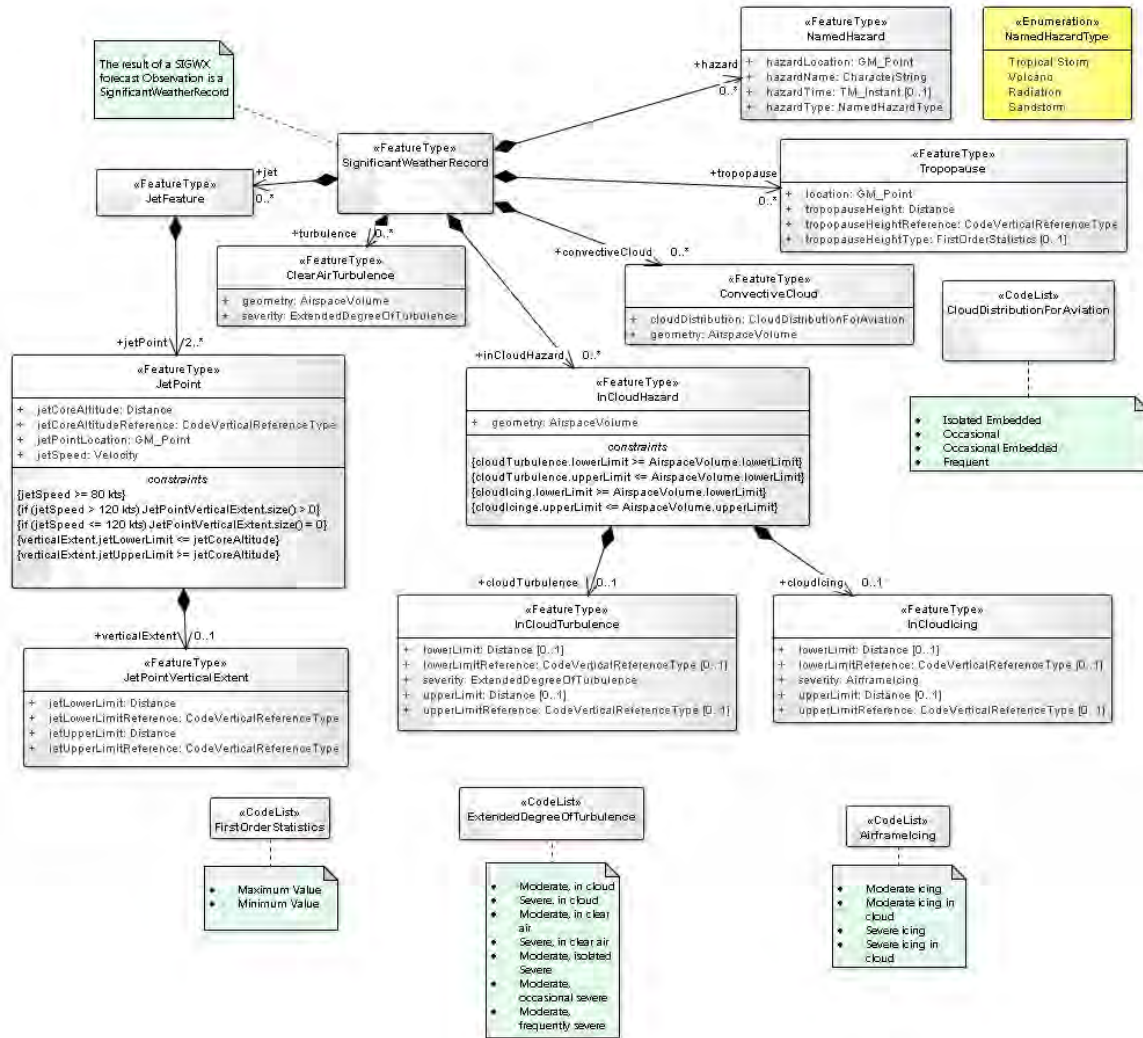 The result of a SIGWX
forecast Observation is a
SignificantWeatherRecord
«FeatureType»
NamedHazard
+ hazardLocation: GM_Point
+ hazardName: CharacterString
+ hazardTime: TM_Instant [0..1]
+ hazardType: NamedHazardType
«Enumeration»
NamedHazardType
Tropical Storm
Volcano
Radiation
Sandstorm
+hazard
0..*
«FeatureType»
SignificantWeatherRecord
+jet
0..*
«FeatureType»
JetFeature
+tropopause
0..*
«FeatureType»
Tropopause
+ location: GM_Point
+ tropopauseHeight: Distance
+ tropopauseHeightReference: CodeVerticalReferenceType
+ tropopauseHeightType: FirstOrderStatistics [0..1]
+turbulence 0..*
«FeatureType»
ClearAirTurbulence
+ geometry: AirspaceVolume
+ severity: ExtendedDegreeOfTurbulence
+convectiveCloud 0..*
«FeatureType»
ConvectiveCloud
+ cloudDistribution: CloudDistributionForAviation
+ geometry: AirspaceVolume
«CodeList»
CloudDistributionForAviation
• Isolated Embedded
• Occasional
• Occasional Embedded
• Frequent
+jetPoint 2..*
«FeatureType»
JetPoint
+ jetCoreAltitude: Distance
+ jetCoreAltitudeReference: CodeVerticalReferenceType
+ jetPointLocation: GM_Point
+ jetSpeed: Velocity
constraints
{jetSpeed >= 80 kts}
{if (jetSpeed > 120 kts) JetPointVerticalExtent.size() > 0}
{if (jetSpeed <= 120 kts) JetPointVerticalExtent.size() = 0}
{verticalExtent.jetLowerLimit <= jetCoreAltitude}
{verticalExtent.jetUpperLimit >= jetCoreAltitude}
+inCloudHazard 0..*
«FeatureType»
InCloudHazard
+ geometry: AirspaceVolume
constraints
{cloudTurbulence.lowerLimit >= AirspaceVolume.lowerLimit}
{cloudTurbulence.upperLimit <= AirspaceVolume.upperLimit}
{cloudIcing.lowerLimit >= AirspaceVolume.lowerLimit}
{cloudIcinge.upperLimit <= AirspaceVolume.upperLimit}
+verticalExtent 0..1
«FeatureType»
JetPointVerticalExtent
+ jetLowerLimit: Distance
+ jetLowerLimitReference: CodeVerticalReferenceType
+ jetUpperLimit: Distance
+ jetUpperLimitReference: CodeVerticalReferenceType
+cloudTurbulence 0..1
«FeatureType»
InCloudTurbulence
+ lowerLimit: Distance [0..1]
+ lowerLimitReference: CodeVerticalReferenceType [0..1]
+ severity: ExtendedDegreeOfTurbulence
+ upperLimit: Distance [0..1]
+ upperLimitReference: CodeVerticalReferenceType [0..1]
+cloudIcing 0..1
«FeatureType»
InCloudIcing
+ lowerLimit: Distance [0..1]
+ lowerLimitReference: CodeVerticalReferenceType [0..1]
+ severity: AirframeIcing
+ upperLimit: Distance [0..1]
+ upperLimitReference: CodeVerticalReferenceType [0..1]
«CodeList»
FirstOrderStatistics
• Maximum Value
• Minimum Value
«CodeList»
ExtendedDegreeOfTurbulence
• Moderate, in cloud
• Severe, in cloud
• Moderate, in clear
air
• Severe, in clear air
• Moderate, isolated
Severe
• Moderate,
occasional severe
• Moderate,
frequently severe
«CodeList»
AirframeIcing
• Moderate icing
• Moderate icing in
cloud
• Severe icing
• Severe icing in
cloud